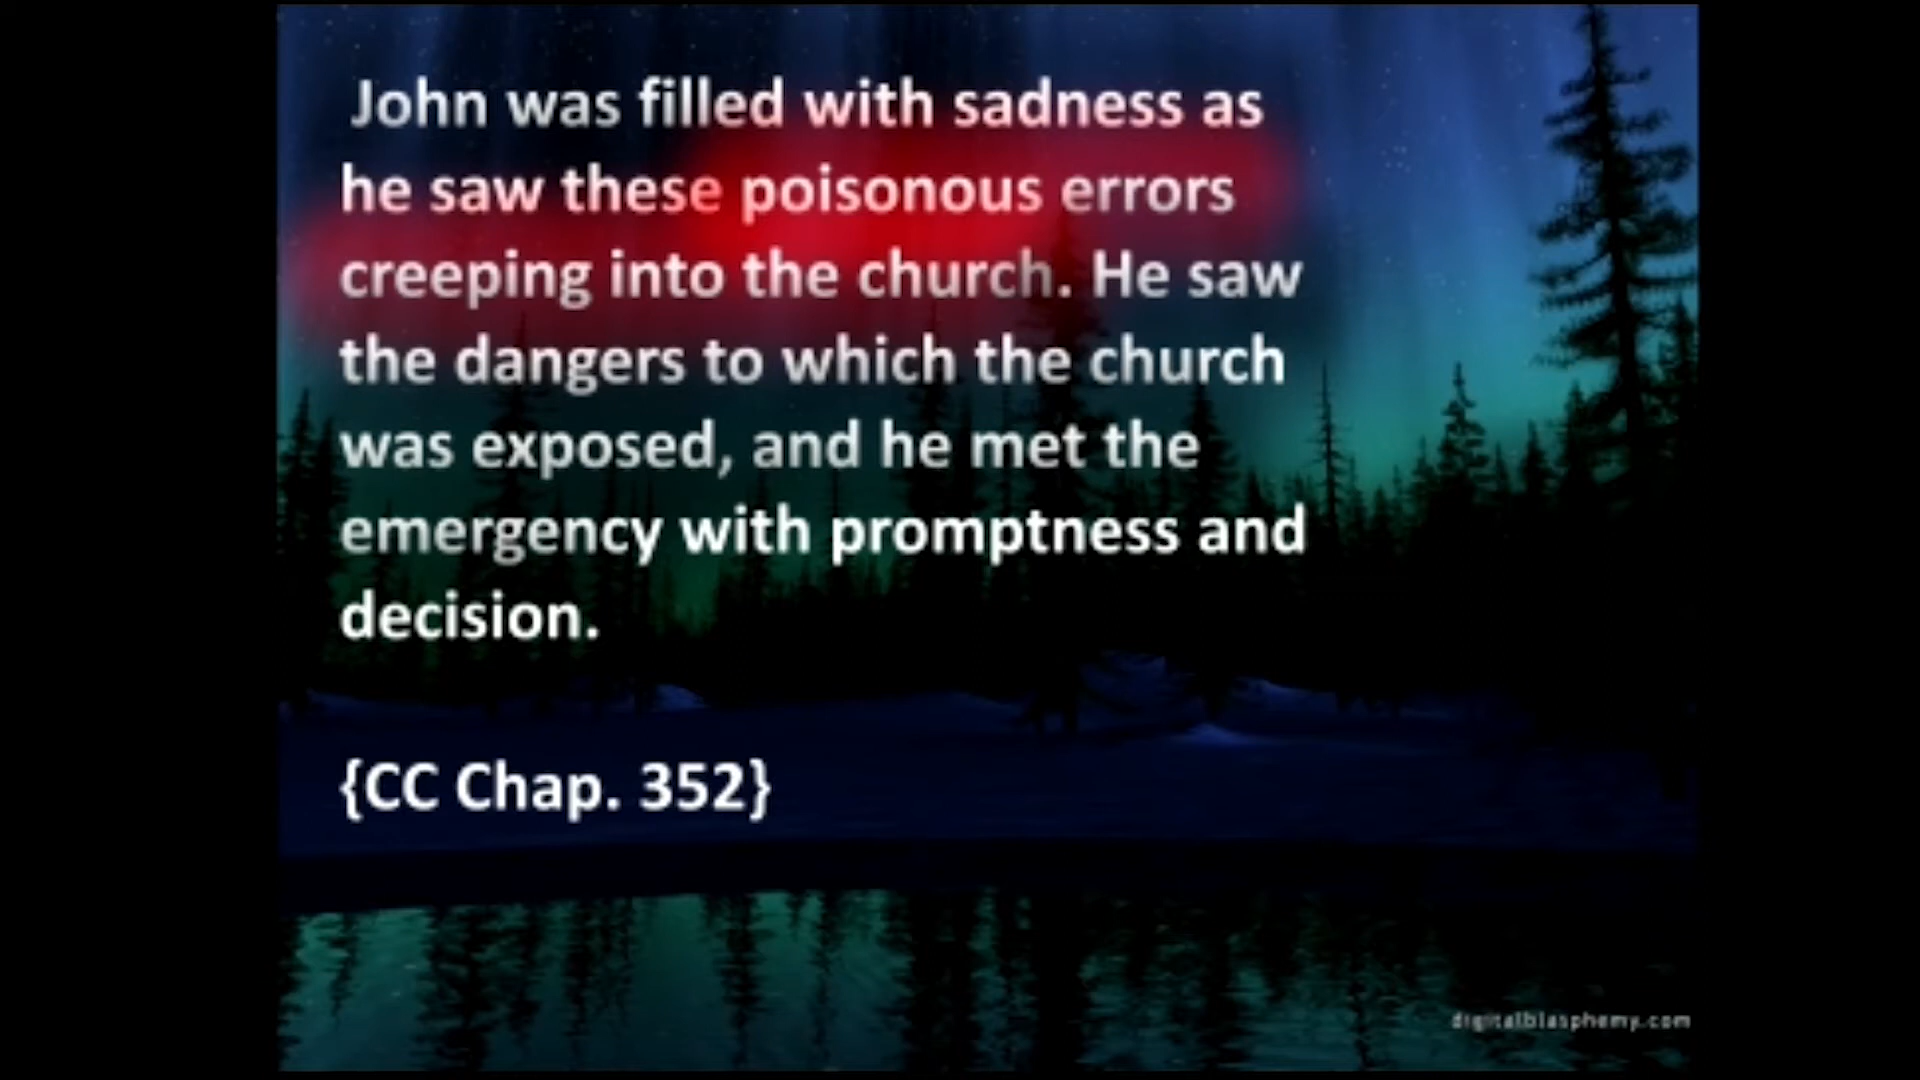 John was filled with sadness as
he saw these poisonous errors
creeping into the church. He saw
the dangers to which the church
was exposed, and he met the
emergency with promptness and
decision.
{CC Chap. 352}
digitalblasphemy.com